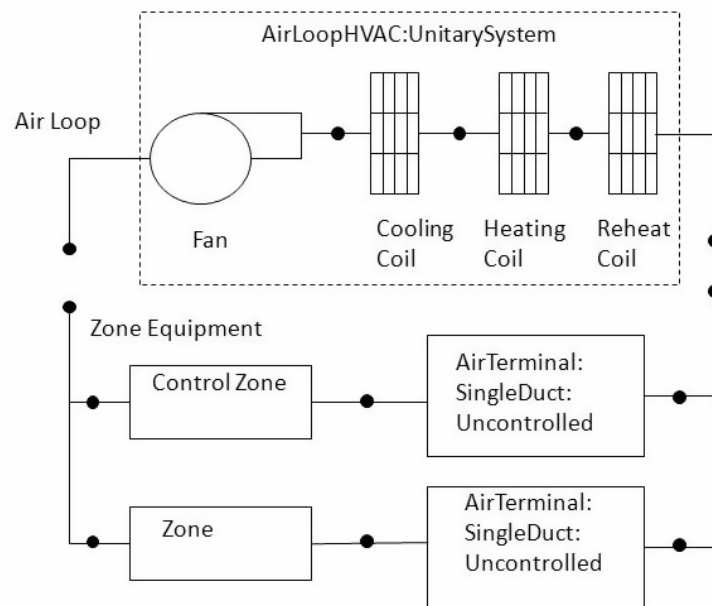 AirLoopHVAC:UnitarySystem
Air Loop
Fan
Cooling
Coil
Heating
Coil
Reheat
Coil
Zone Equipment
Control Zone
AirTerminal:
SingleDuct:
Uncontrolled
Zone
AirTerminal:
SingleDuct:
Uncontrolled